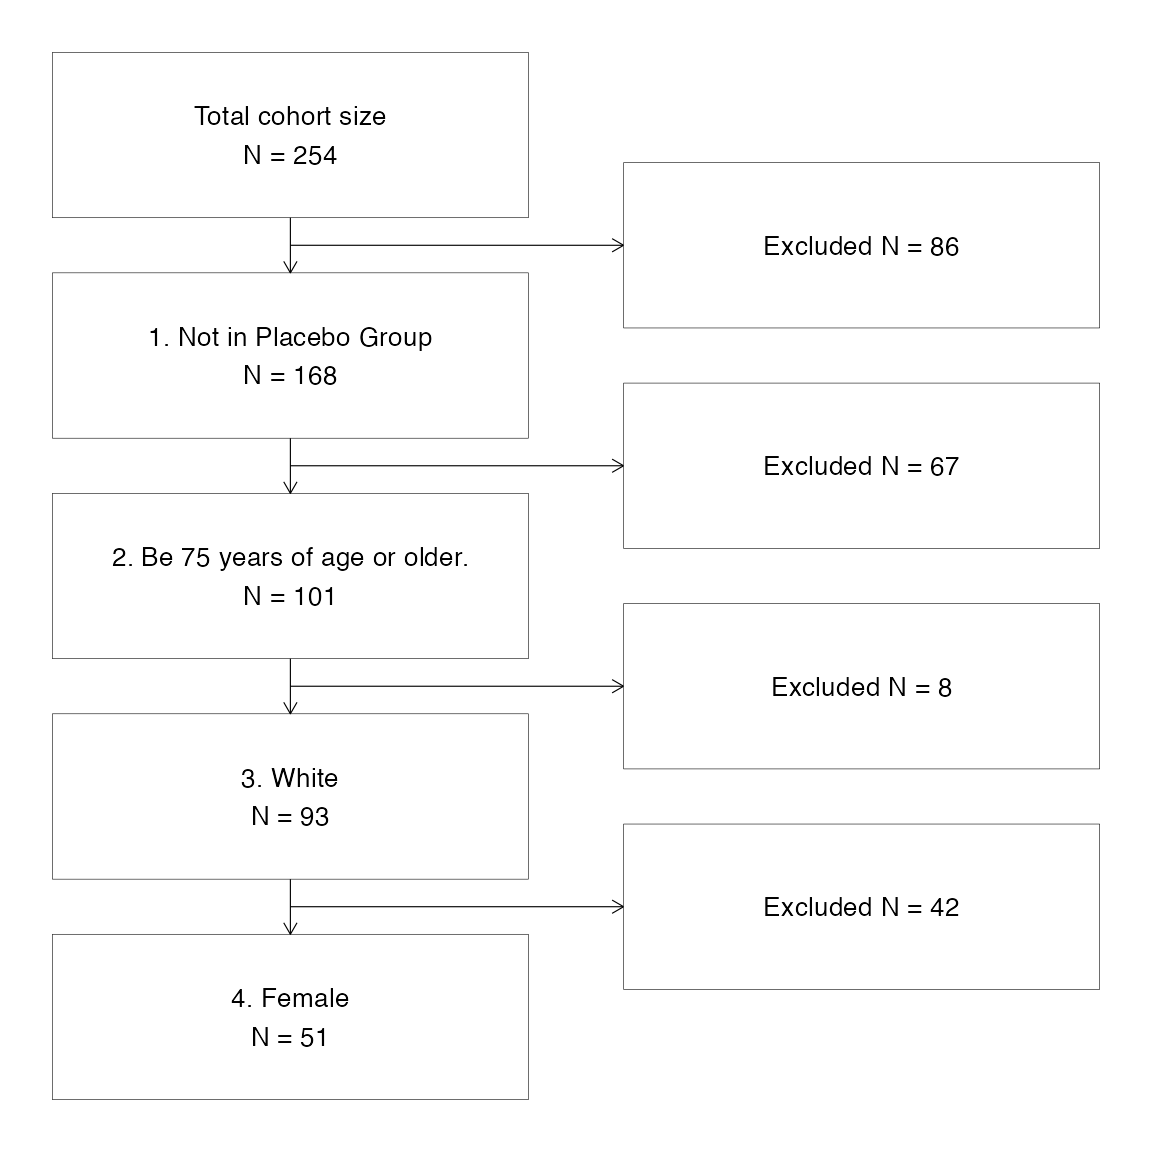 Total cohort size
N = 254
Excluded N = 86
1. Not in Placebo Group
N = 168
Excluded N = 67
2. Be 75 years of age or older.
N = 101
Excluded N = 8
3. White
N = 93
Excluded N = 42
4. Female
N = 51